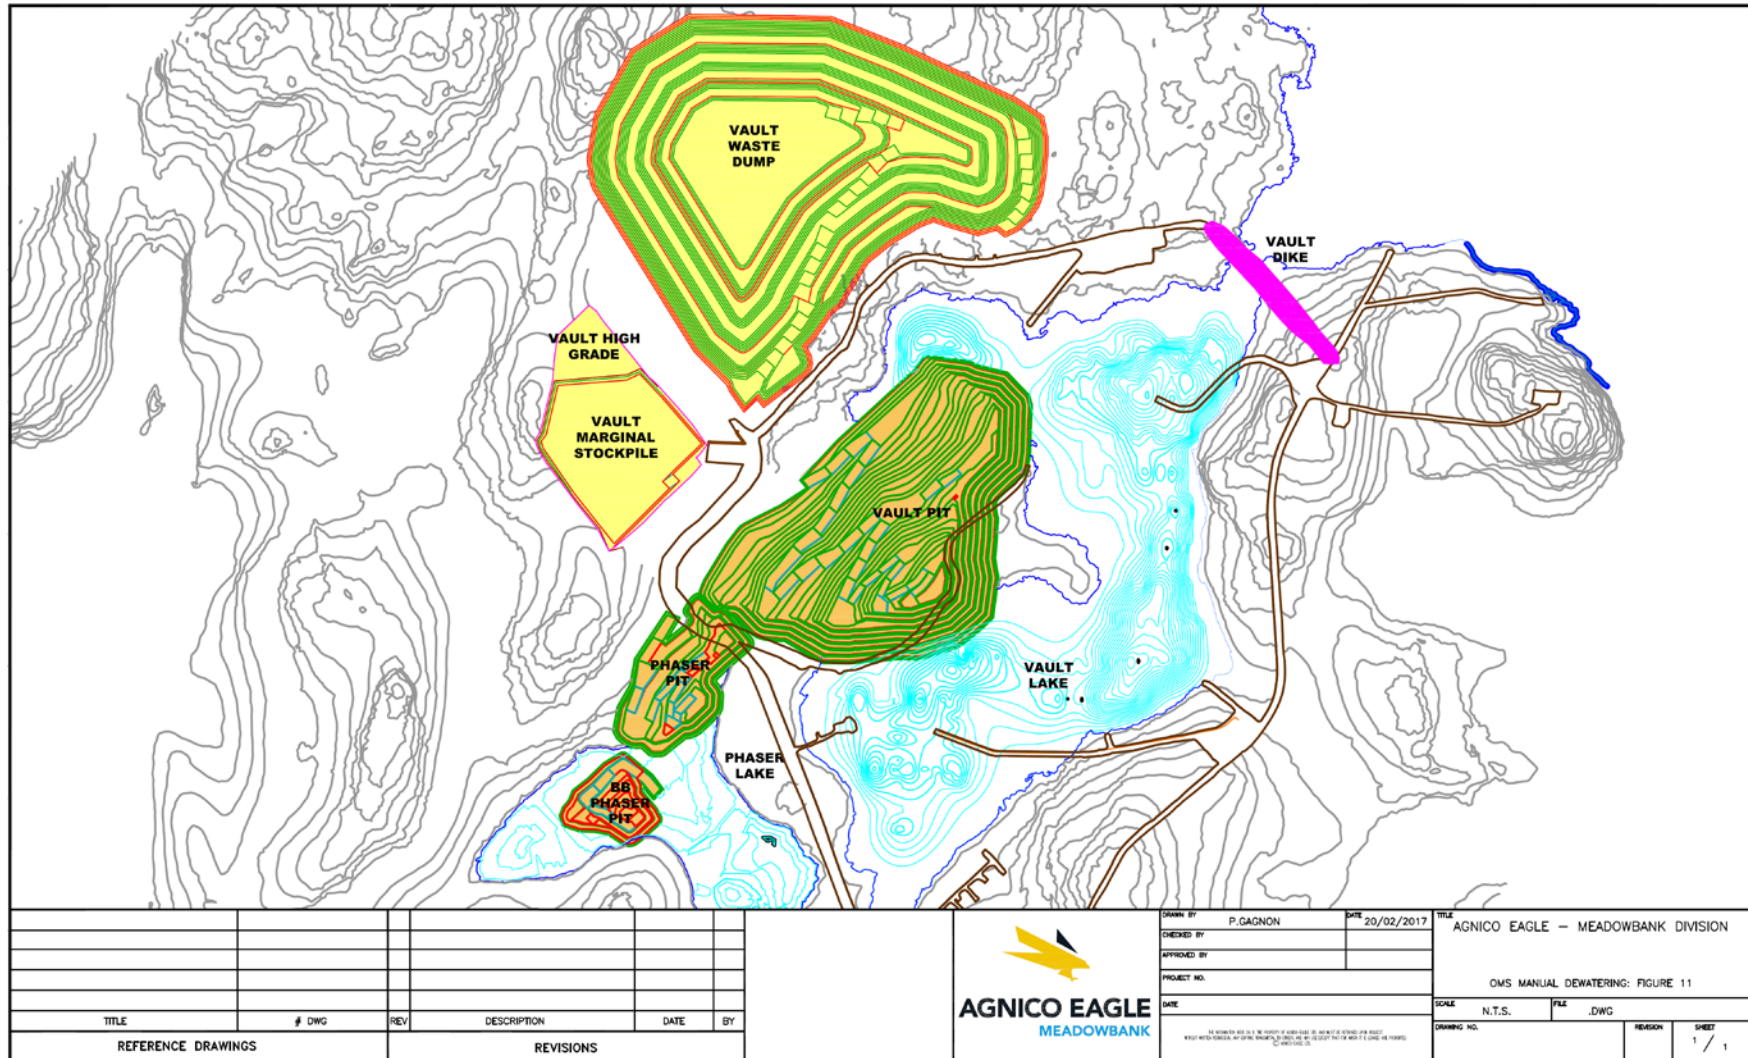 VAULT
WASTE
DUMP
VAULT
DIKE
VAULT HIGH
GRADE
VAULT
MARGINAL
STOCKPILE
VAULT PIT
PHASER
PIT
VAULT
LAKE
PHASER
LAKE
BB
PHASER
PIT
TITLE
# DWG
REV
DESCRIPTION
DATE
BY
REFERENCE DRAWINGS
REVISIONS
AGNICO EAGLE
MEADOWBANK
DRAWN BY
P.GAGNON
DATE
20/02/2017
CHECKED BY
APPROVED BY
PROJECT NO.
DATE
TITLE
AGNICO EAGLE – MEADOWBANK DIVISION
OMS MANUAL DEWATERING: FIGURE 11
SCALE
N.T.S.
FILE
.DWG
DRAWING NO.
REVISION
SHEET
1 / 1